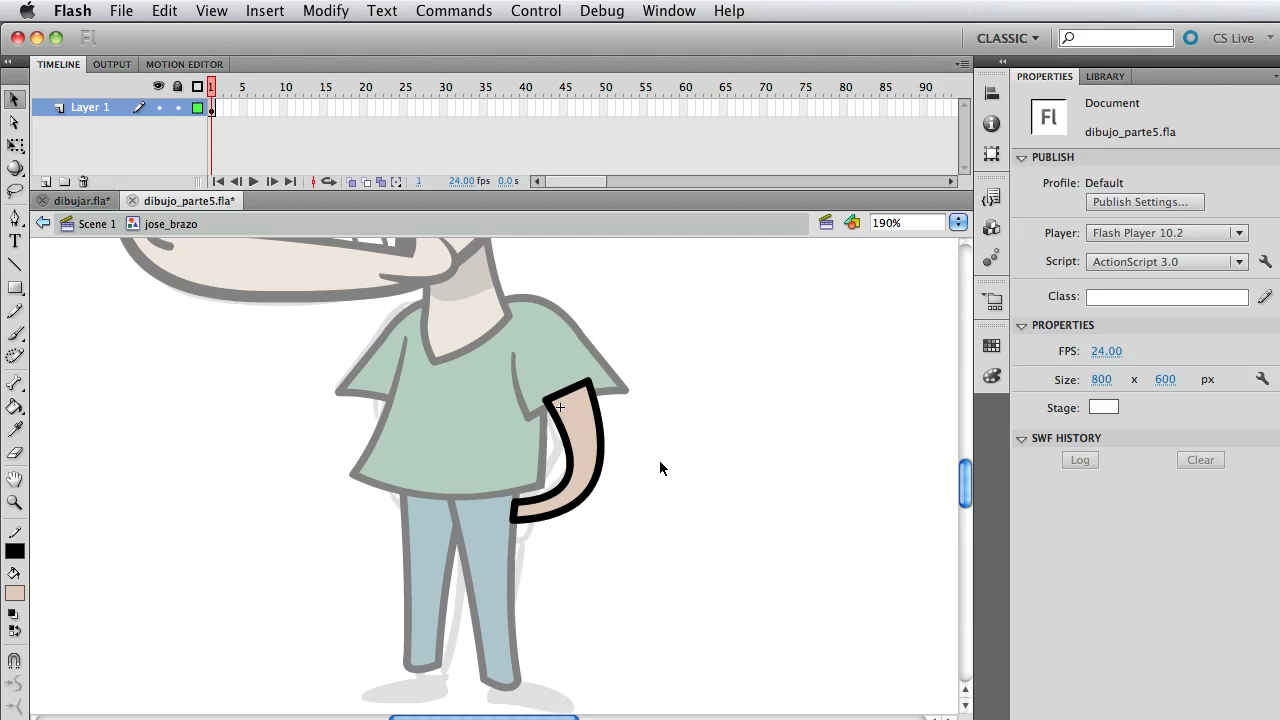 Flash File Edit View Insert Modify Text Commands Control Debug Window Help
Fl CLASSIC CS Live
TIMELINE OUTPUT MOTION EDITOR
1 5 10 15 20 25 30 35 40 45 50 55 60 65 70 75 80 85 90
Layer 1
1 24.00 fps 0.0 s
dibujar.fla* dibujo_parte5.fla*
Scene 1 jose_brazo 190%
T
PROPERTIES LIBRARY
Fl
Document
dibujo_parte5.fla
PUBLISH
Profile: Default
Publish Settings...
Player: Flash Player 10.2
Script: ActionScript 3.0
Class:
PROPERTIES
FPS: 24.00
Size: 800 x 600 px
Stage:
SWF HISTORY
Log Clear